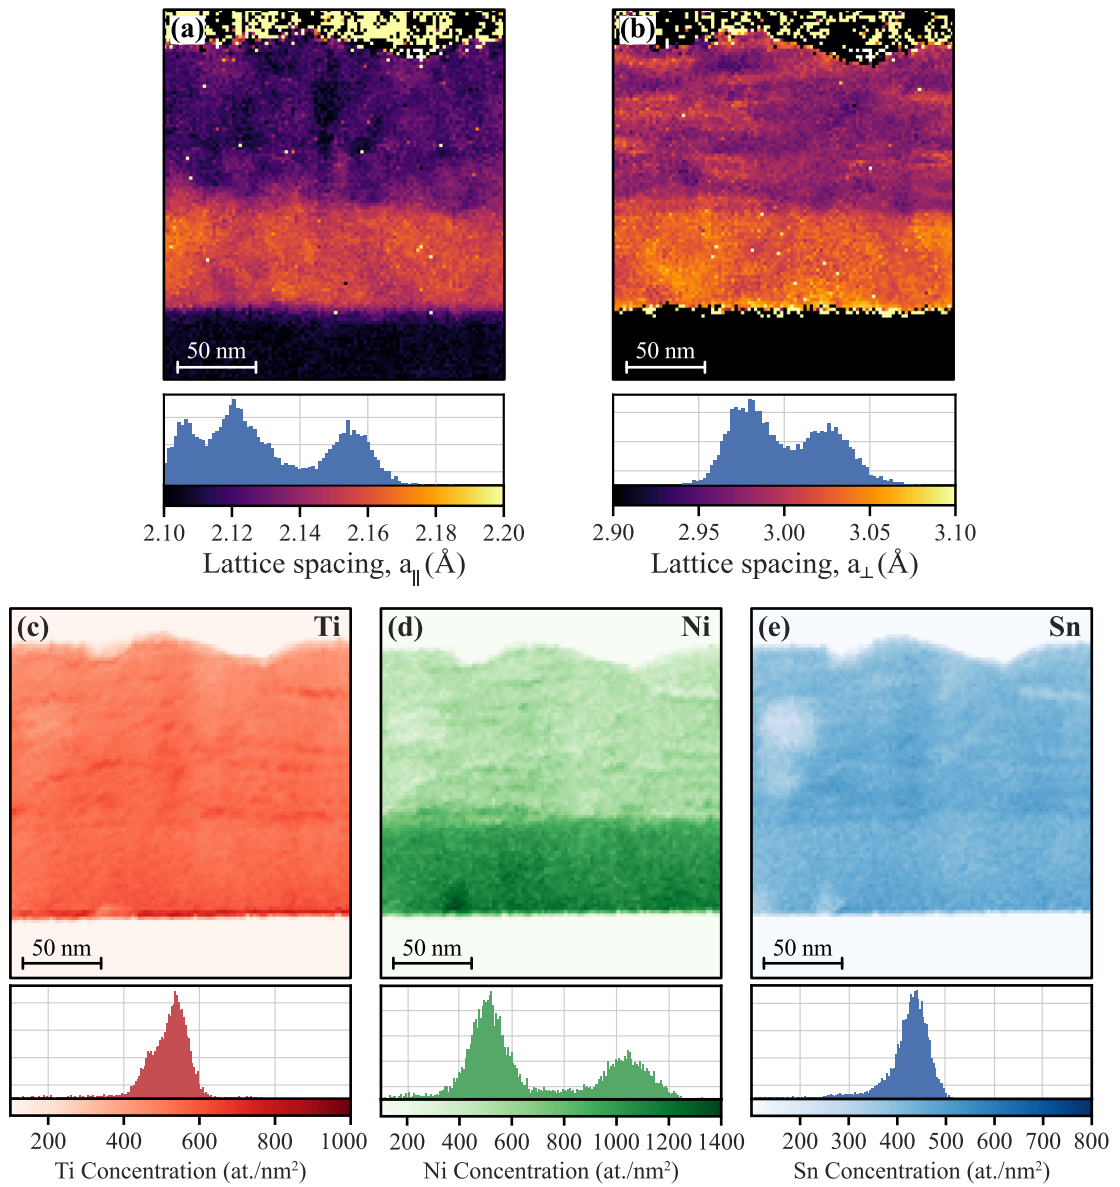 (a)
(b)
50 nm
50 nm
2.10 2.12 2.14 2.16 2.18 2.20
2.90 2.95 3.00 3.05 3.10
Lattice spacing, a∥ (Å)
Lattice spacing, a⊥ (Å)
(c) Ti
(d) Ni
(e) Sn
50 nm
50 nm
50 nm
200 400 600 800 1000
200 400 600 800 1000 1200 1400
200 300 400 500 600 700 800
Ti Concentration (at./nm²)
Ni Concentration (at./nm²)
Sn Concentration (at./nm²)